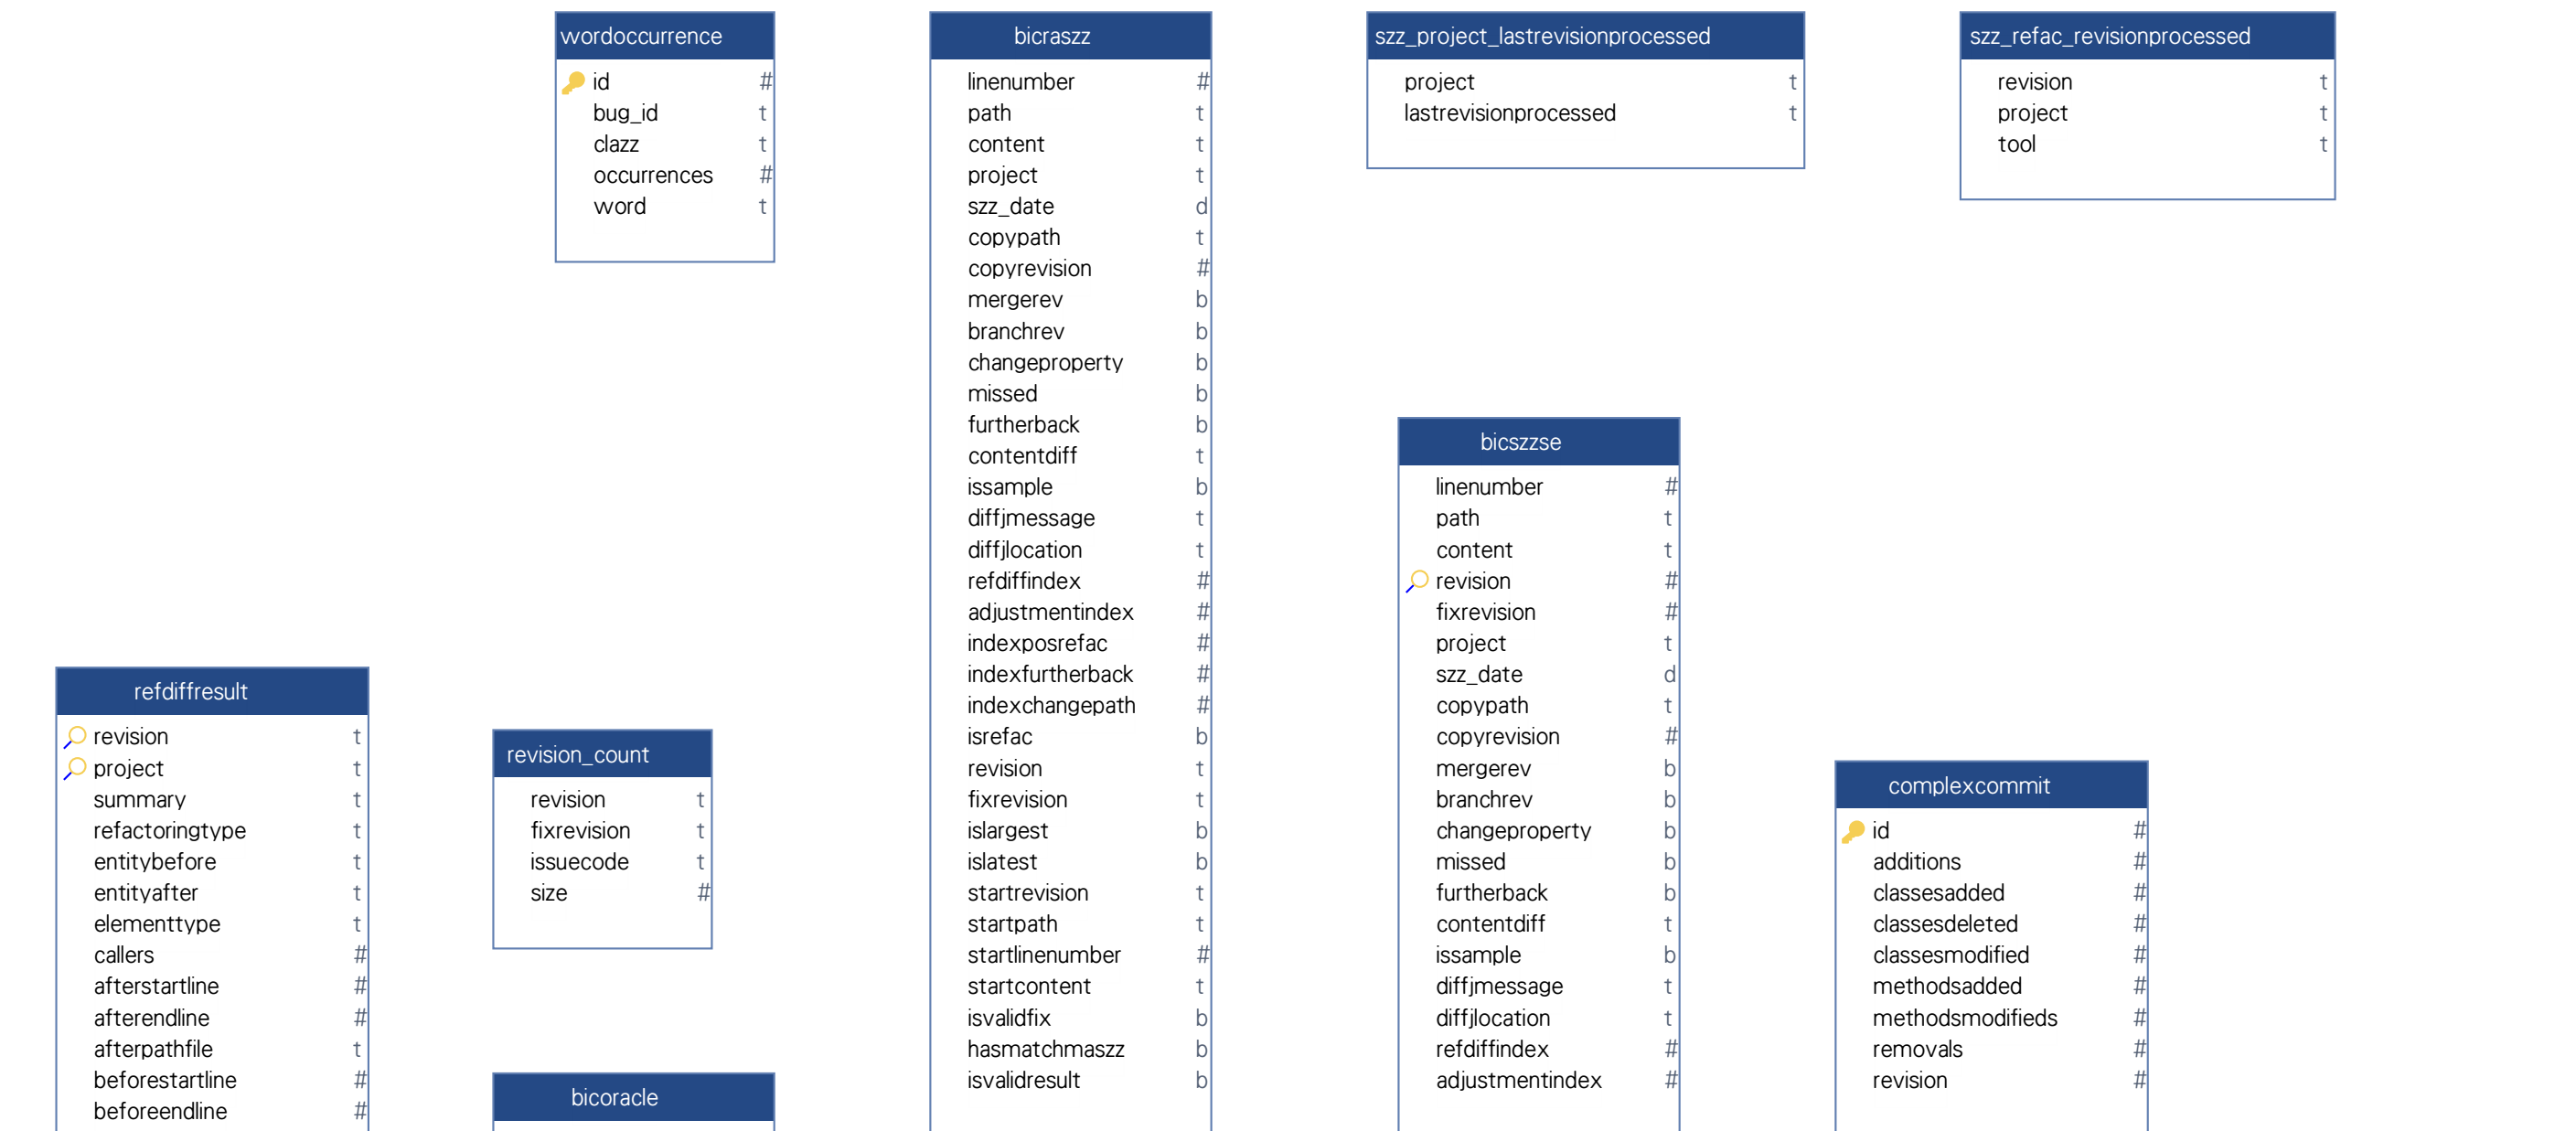 wordoccurrence
id #
bug_id t
clazz t
occurrences #
word t
bicraszz
linenumber #
path t
content t
project t
szz_date d
copypath t
copyrevision #
mergerev b
branchrev b
changeproperty b
missed b
furtherback b
contentdiff t
issample b
diffjmessage t
diffjlocation t
refdiffindex #
adjustmentindex #
indexposrefac #
indexfurtherback #
indexchangepath #
isrefac b
revision t
fixrevision t
islargest b
islatest b
startrevision t
startpath t
startlinenumber #
startcontent t
isvalidfix b
hasmatchmaszz b
isvalidresult b
szz_project_lastrevisionprocessed
project t
lastrevisionprocessed t
szz_refac_revisionprocessed
revision t
project t
tool t
bicszzse
linenumber #
path t
content t
revision #
fixrevision #
project t
szz_date d
copypath t
copyrevision #
mergerev b
branchrev b
changeproperty b
missed b
furtherback b
contentdiff t
issample b
diffjmessage t
diffjlocation t
refdiffindex #
adjustmentindex #
refdiffresult
revision t
project t
summary t
refactoringtype t
entitybefore t
entityafter t
elementtype t
callers #
afterstartline #
afterendline #
afterpathfile t
beforestartline #
beforeendline #
revision_count
revision t
fixrevision t
issuecode t
size #
complexcommit
id #
additions #
classesadded #
classesdeleted #
classesmodified #
methodsadded #
methodsmodifieds #
removals #
revision #
bicoracle